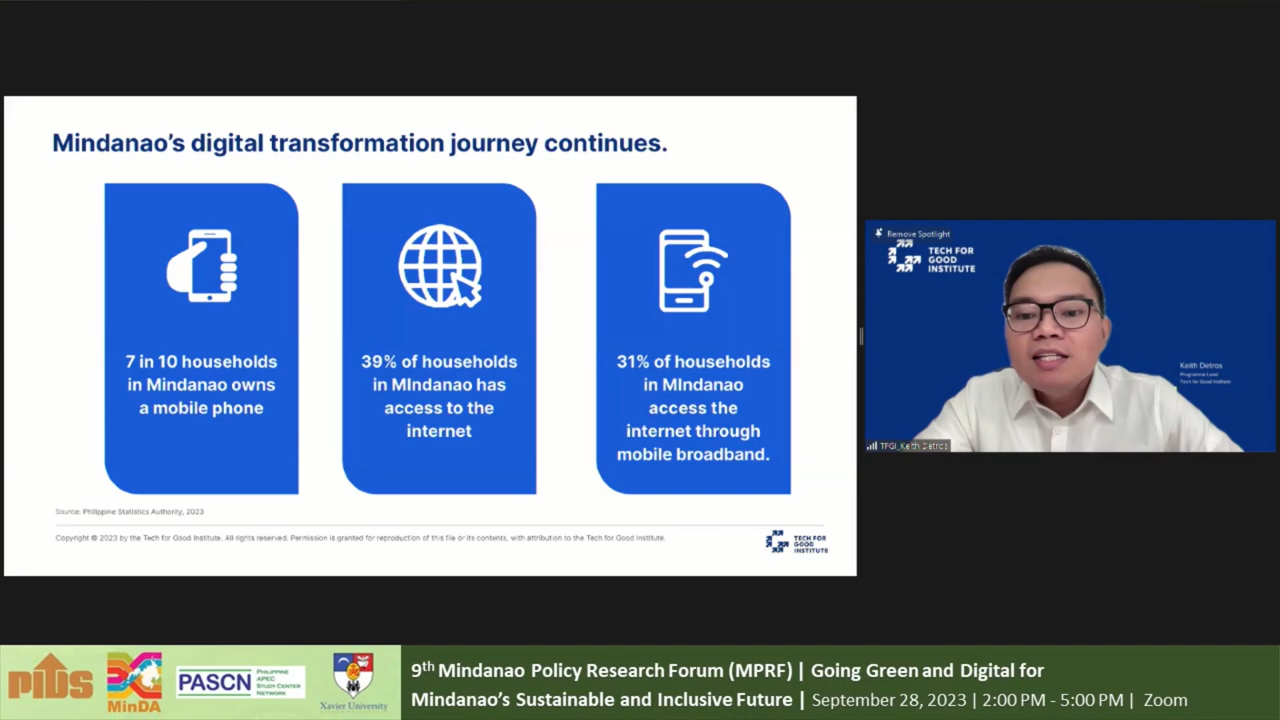 Mindanao's digital transformation journey continues.
7 in 10 households
in Mindanao owns
a mobile phone
39% of households
in MIndanao has
access to the
internet
31% of households
in MIndanao
access the
internet through
mobile broadband.
Source: Philippine Statistics Authority, 2023
Copyright © 2023 by the Tech for Good Institute. All rights reserved. Permission is granted for reproduction of this file or its contents, with attribution to the Tech for Good Institute.
TECH FOR
GOOD
INSTITUTE
Remove Spotlight
TECH FOR
GOOD
INSTITUTE
Keith Detros
Programme Lead
Tech for Good Institute
TFGI_Keith Detros
PIDS
MinDA
PASCN
PHILIPPINE
APEC
STUDY CENTER
NETWORK
Xavier University
9th Mindanao Policy Research Forum (MPRF) | Going Green and Digital for
Mindanao's Sustainable and Inclusive Future | September 28, 2023 | 2:00 PM - 5:00 PM | Zoom